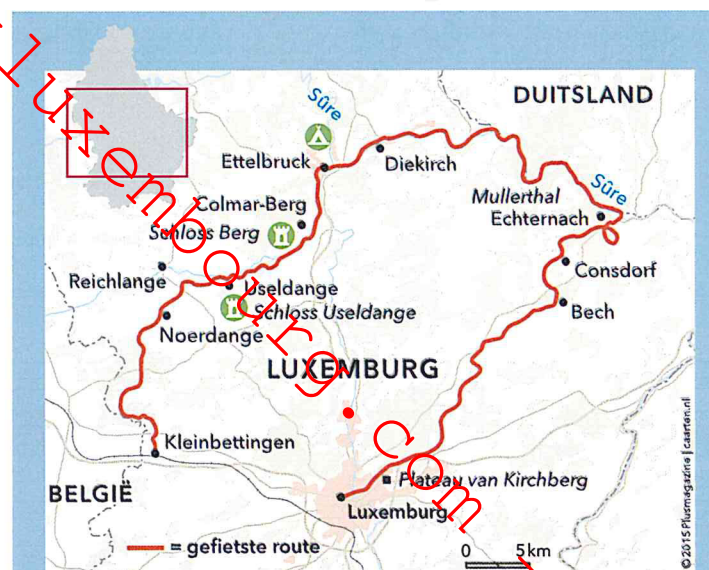 luxembourg.com
DUITSLAND
Sûre
Ettelbruck
Diekirch
Mullerthal
Sûre
Echternach
Colmar-Berg
Schloss Berg
Consdorf
Reichlange
Useldange
Schloss Useldange
Bech
Noerdange
LUXEMBURG
Kleinbettingen
Plateau van Kirchberg
BELGIË
Luxemburg
= gefietste route
0 5km
© 2015 Plusmagazine | caarten.nl